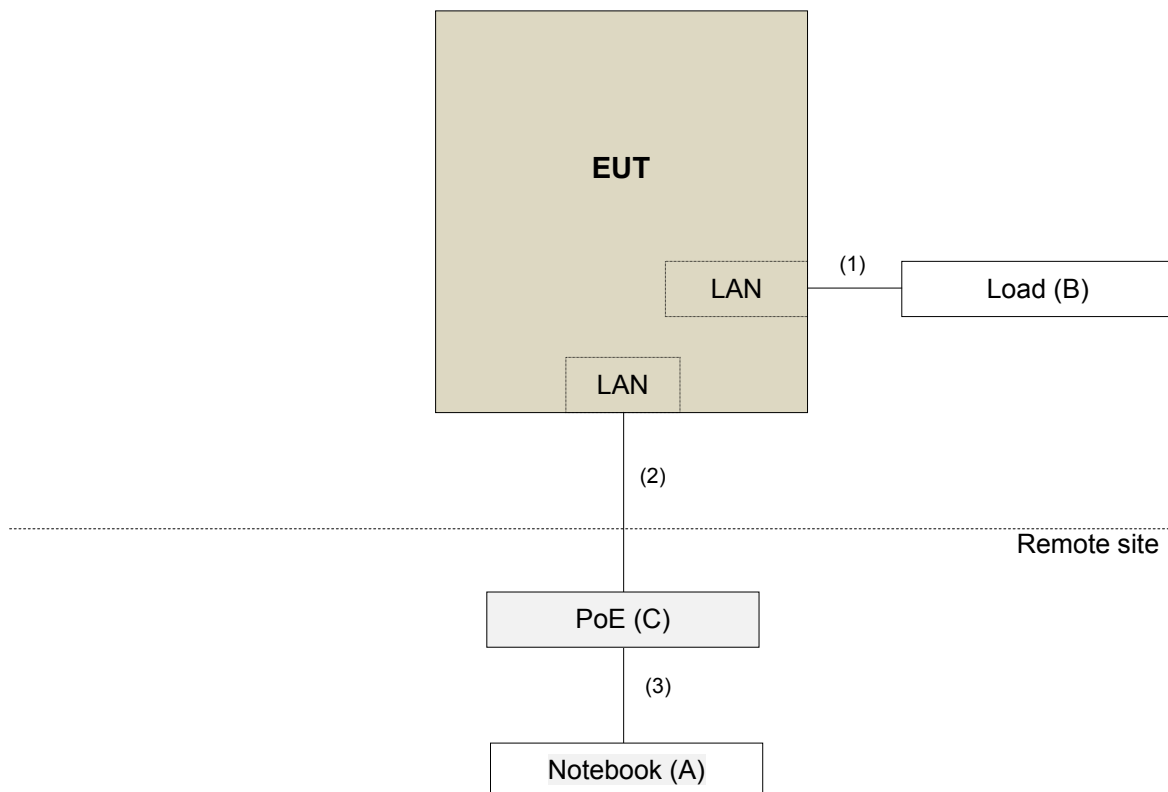 EUT
(1)
LAN
Load (B)
LAN
(2)
Remote site
PoE (C)
(3)
Notebook (A)